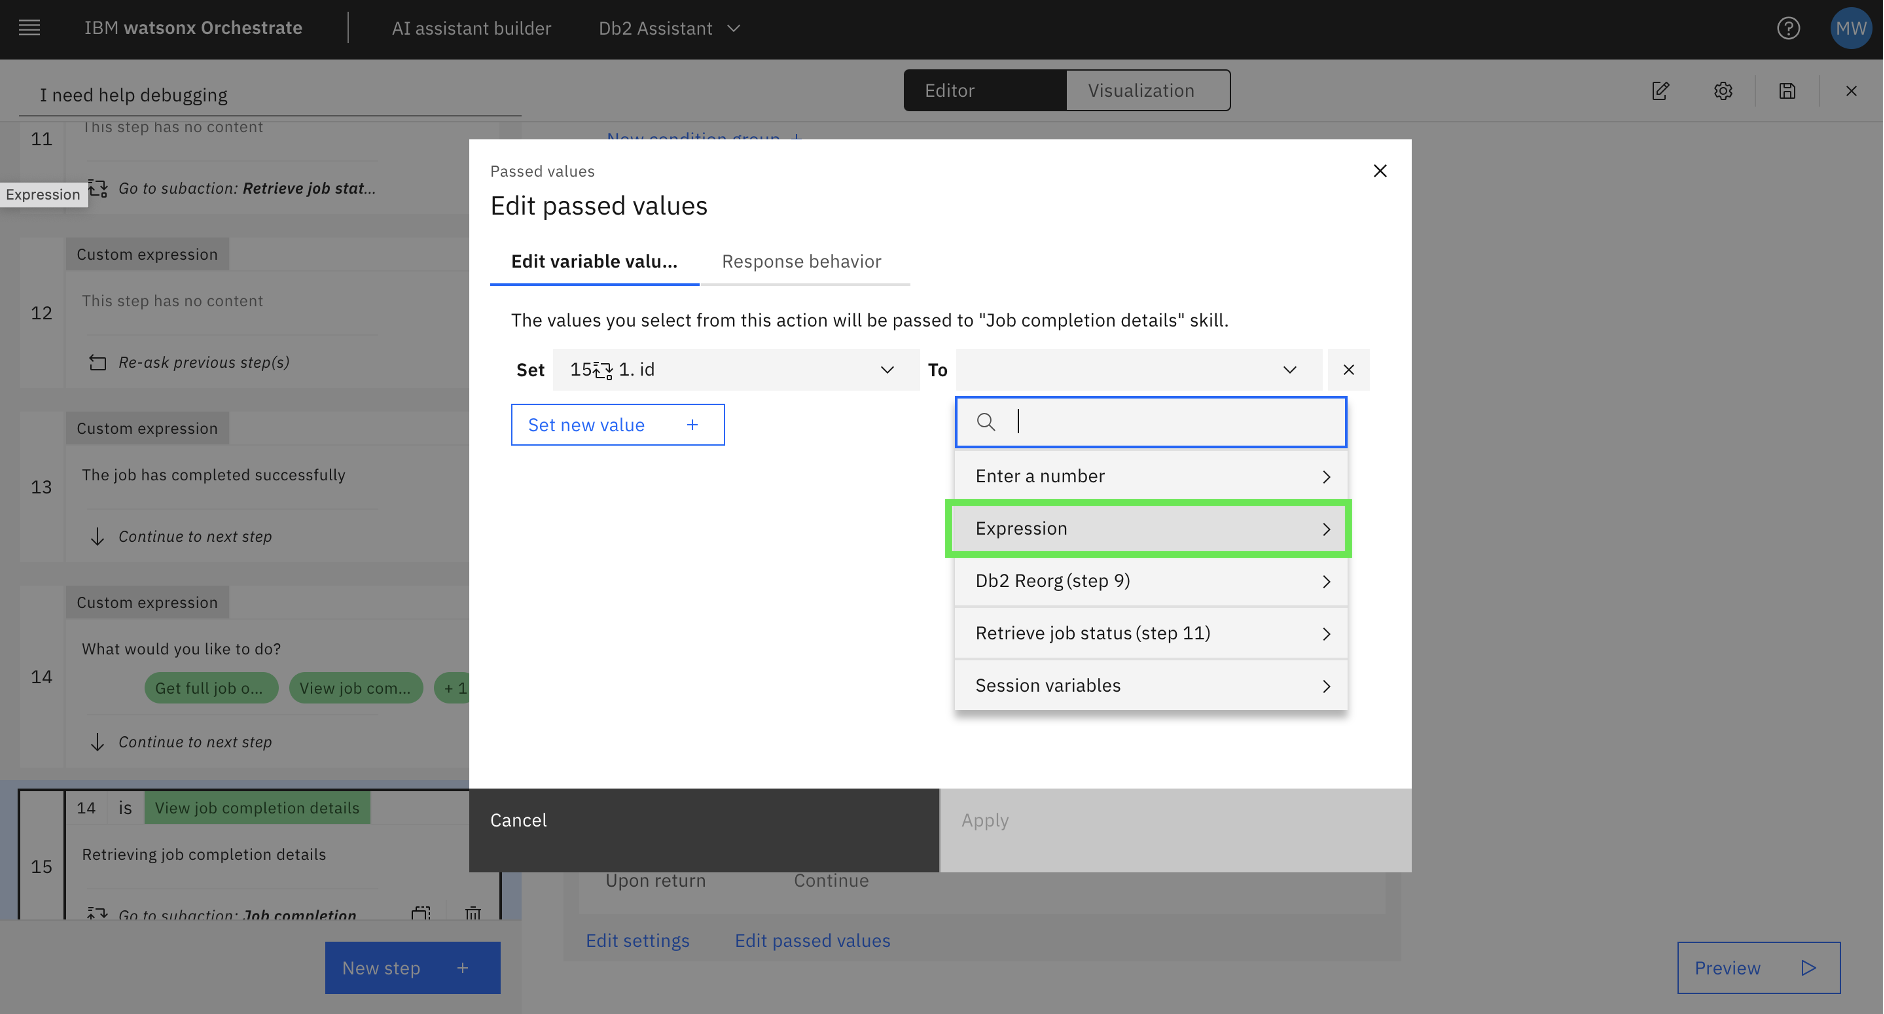 IBM watsonx Orchestrate
AI assistant builder
Db2 Assistant
MW
I need help debugging
Editor
Visualization
11
This step has no content
Go to subaction: Retrieve job stat...
Expression
New condition group +
Custom expression
12
This step has no content
Re-ask previous step(s)
Custom expression
13
The job has completed successfully
Continue to next step
Custom expression
14
What would you like to do?
Get full job o...
View job com...
+ 1
Continue to next step
14 is View job completion details
15
Retrieving job completion details
Go to subaction: Job completion
New step +
Passed values
Edit passed values
Edit variable valu...
Response behavior
The values you select from this action will be passed to "Job completion details" skill.
Set 15 1. id To
Set new value +
Enter a number
Expression
Db2 Reorg (step 9)
Retrieve job status (step 11)
Session variables
Cancel
Apply
Upon return
Continue
Edit settings
Edit passed values
Preview